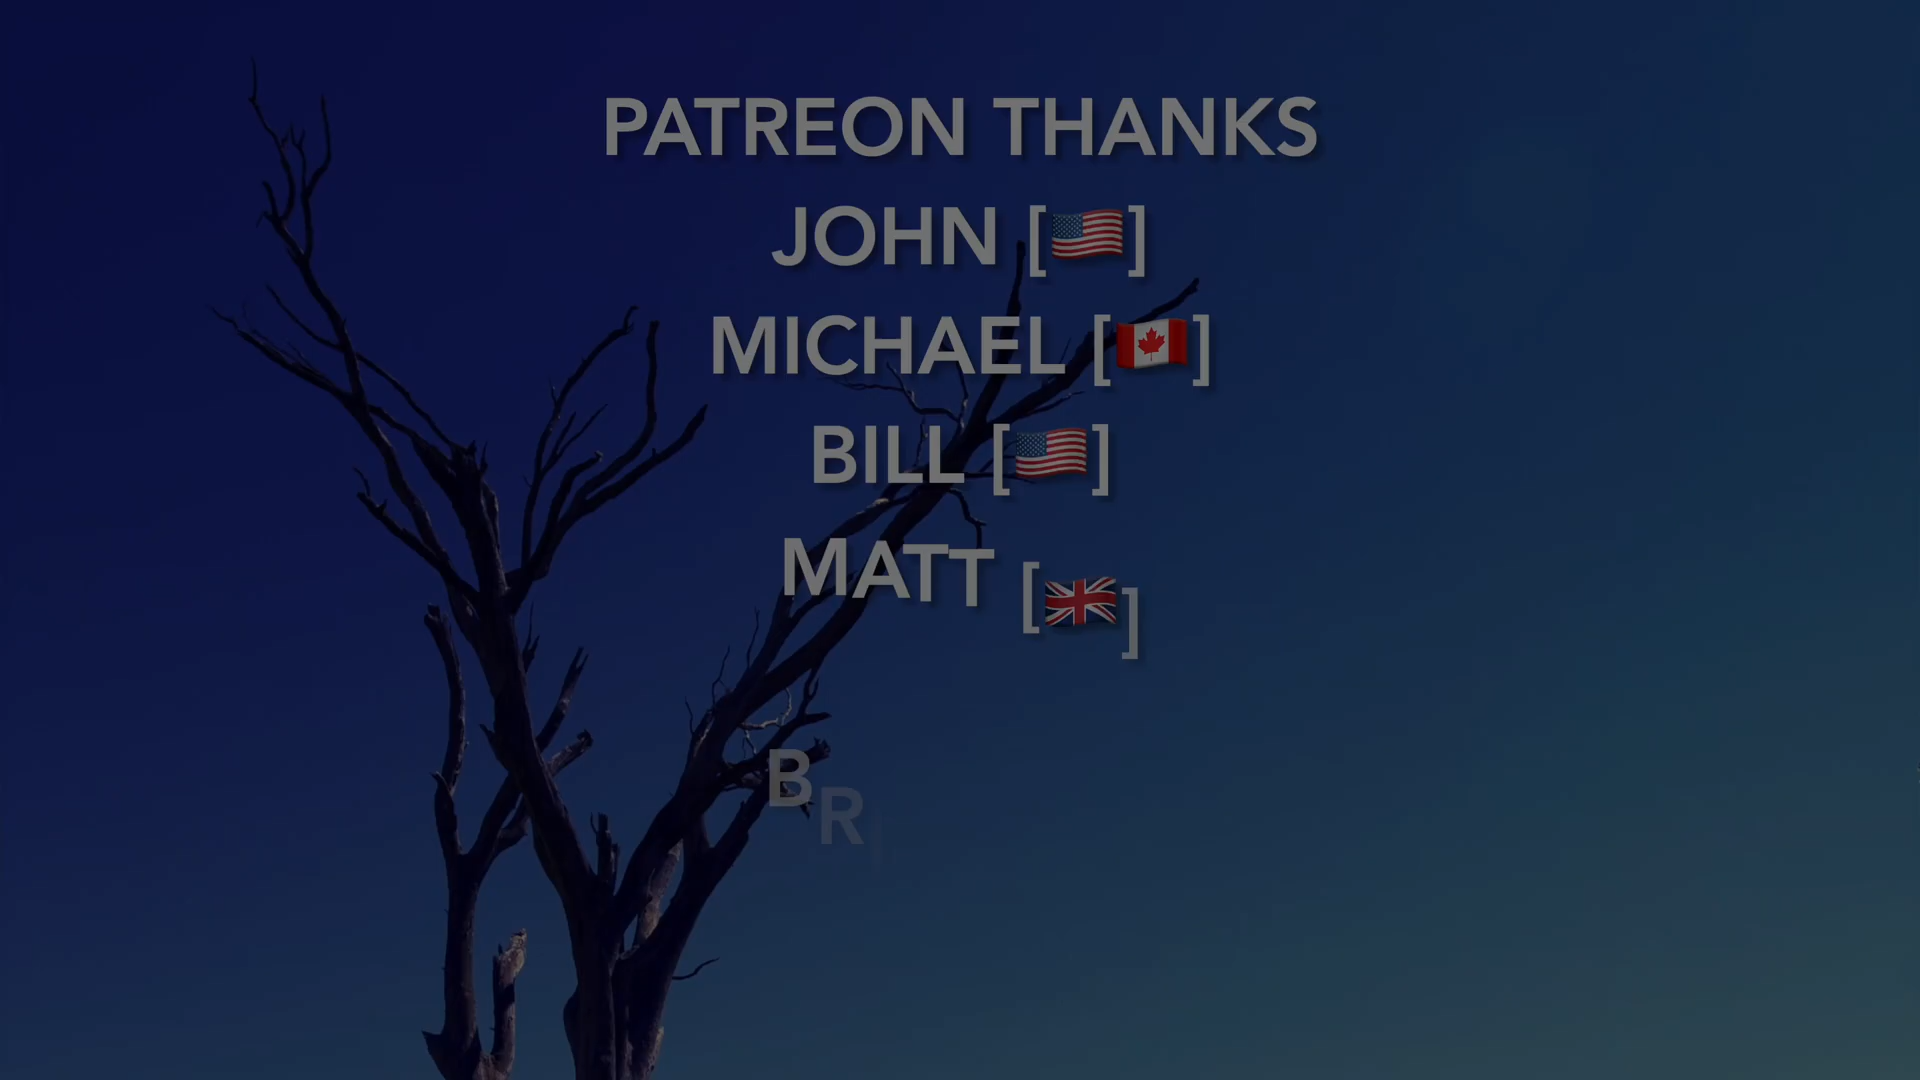 PATREON THANKS
JOHN [🇺🇸]
MICHAEL [🇨🇦]
BILL [🇺🇸]
MATT [🇬🇧]